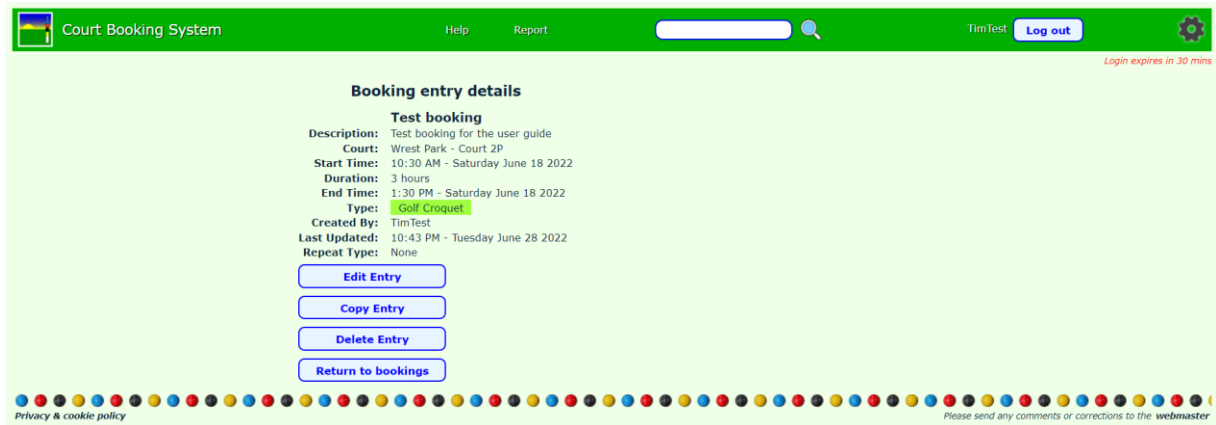 Court Booking System Help Report TimTest Log out
Login expires in 30 mins
Booking entry details
Test booking
Description: Test booking for the user guide
Court: Wrest Park - Court 2P
Start Time: 10:30 AM - Saturday June 18 2022
Duration: 3 hours
End Time: 1:30 PM - Saturday June 18 2022
Type: Golf Croquet
Created By: TimTest
Last Updated: 10:43 PM - Tuesday June 28 2022
Repeat Type: None
Edit Entry
Copy Entry
Delete Entry
Return to bookings
Privacy & cookie policy Please send any comments or corrections to the webmaster